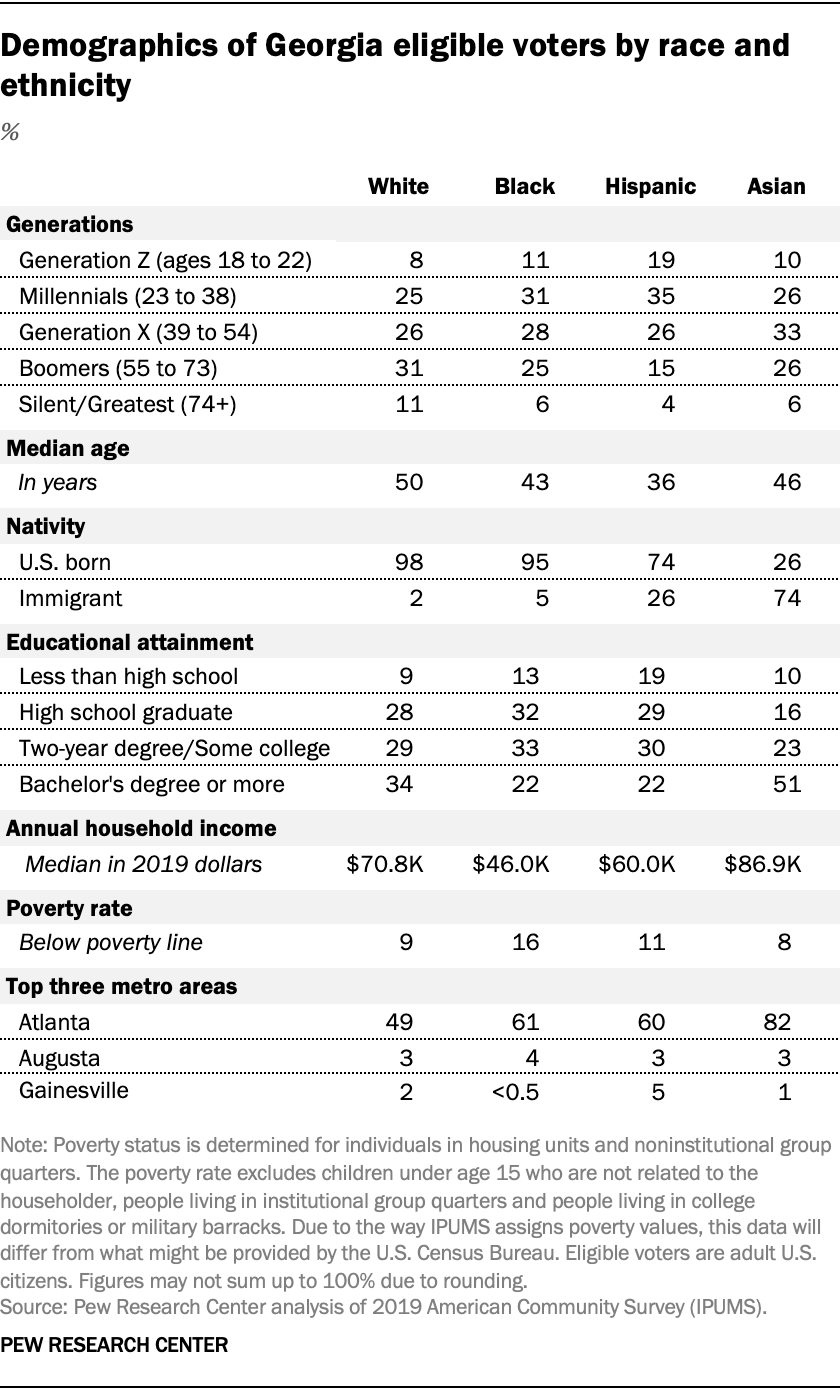 Demographics of Georgia eligible voters by race and
ethnicity
%
White Black Hispanic Asian
Generations
Generation Z (ages 18 to 22) 8 11 19 10
Millennials (23 to 38) 25 31 35 26
Generation X (39 to 54) 26 28 26 33
Boomers (55 to 73) 31 25 15 26
Silent/Greatest (74+) 11 6 4 6
Median age
In years 50 43 36 46
Nativity
U.S. born 98 95 74 26
Immigrant 2 5 26 74
Educational attainment
Less than high school 9 13 19 10
High school graduate 28 32 29 16
Two-year degree/Some college 29 33 30 23
Bachelor's degree or more 34 22 22 51
Annual household income
Median in 2019 dollars $70.8K $46.0K $60.0K $86.9K
Poverty rate
Below poverty line 9 16 11 8
Top three metro areas
Atlanta 49 61 60 82
Augusta 3 4 3 3
Gainesville 2 <0.5 5 1
Note: Poverty status is determined for individuals in housing units and noninstitutional group
quarters. The poverty rate excludes children under age 15 who are not related to the
householder, people living in institutional group quarters and people living in college
dormitories or military barracks. Due to the way IPUMS assigns poverty values, this data will
differ from what might be provided by the U.S. Census Bureau. Eligible voters are adult U.S.
citizens. Figures may not sum up to 100% due to rounding.
Source: Pew Research Center analysis of 2019 American Community Survey (IPUMS).
PEW RESEARCH CENTER